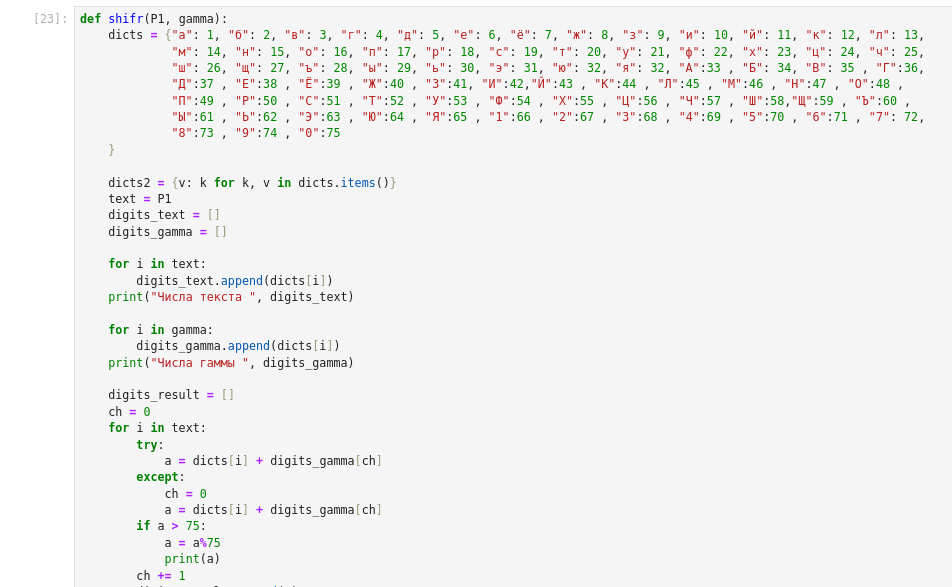 [23]: def shifr(P1, gamma):
dicts = {"а": 1, "б": 2, "в": 3, "г": 4, "д": 5, "е": 6, "ё": 7, "ж": 8, "з": 9, "и": 10, "й": 11, "к": 12, "л": 13,
"м": 14, "н": 15, "о": 16, "п": 17, "р": 18, "с": 19, "т": 20, "у": 21, "ф": 22, "х": 23, "ц": 24, "ч": 25,
"ш": 26, "щ": 27, "ъ": 28, "ы": 29, "ь": 30, "э": 31, "ю": 32, "я": 32, "А":33 , "Б": 34, "В": 35 , "Г":36,
"Д":37 , "Е":38 , "Ё":39 , "Ж":40 , "З":41, "И":42,"Й":43 , "К":44 , "Л":45 , "М":46 , "Н":47 , "О":48 ,
"П":49 , "Р":50 , "С":51 , "Т":52 , "У":53 , "Ф":54 , "Х":55 , "Ц":56 , "Ч":57 , "Ш":58,"Щ":59 , "Ъ":60 ,
"Ы":61 , "Ь":62 , "Э":63 , "Ю":64 , "Я":65 , "1":66 , "2":67 , "3":68 , "4":69 , "5":70 , "6":71 , "7": 72,
"8":73 , "9":74 , "0":75
}
dicts2 = {v: k for k, v in dicts.items()}
text = P1
digits_text = []
digits_gamma = []
for i in text:
digits_text.append(dicts[i])
print("Числа текста ", digits_text)
for i in gamma:
digits_gamma.append(dicts[i])
print("Числа гаммы ", digits_gamma)
digits_result = []
ch = 0
for i in text:
try:
a = dicts[i] + digits_gamma[ch]
except:
ch = 0
a = dicts[i] + digits_gamma[ch]
if a > 75:
a = a%75
print(a)
ch += 1